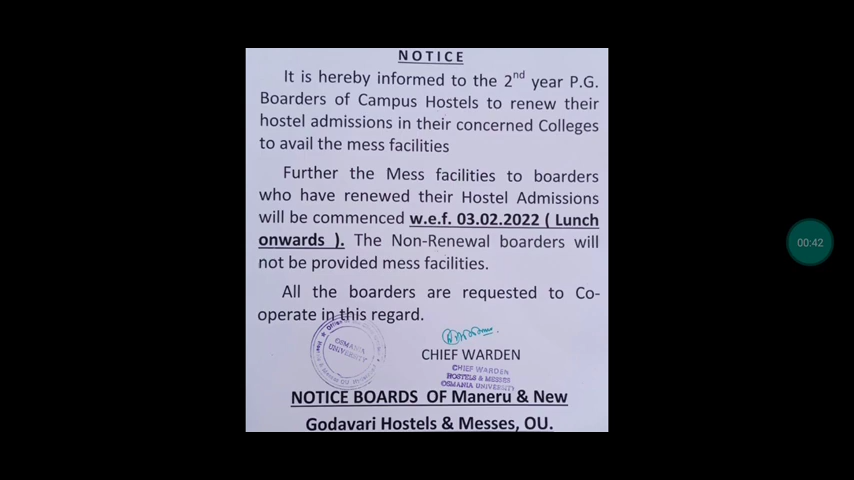 NOTICE
It is hereby informed to the 2nd year P.G.
Boarders of Campus Hostels to renew their
hostel admissions in their concerned Colleges
to avail the mess facilities
Further the Mess facilities to boarders
who have renewed their Hostel Admissions
will be commenced w.e.f. 03.02.2022 ( Lunch
onwards ). The Non-Renewal boarders will
not be provided mess facilities.
All the boarders are requested to Co-
operate in this regard.
OSMANIA
UNIVERSITY
CHIEF WARDEN
CHIEF WARDEN
HOSTELS & MESSES
OSMANIA UNIVERSITY
NOTICE BOARDS OF Maneru & New
Godavari Hostels & Messes, OU.
00:42